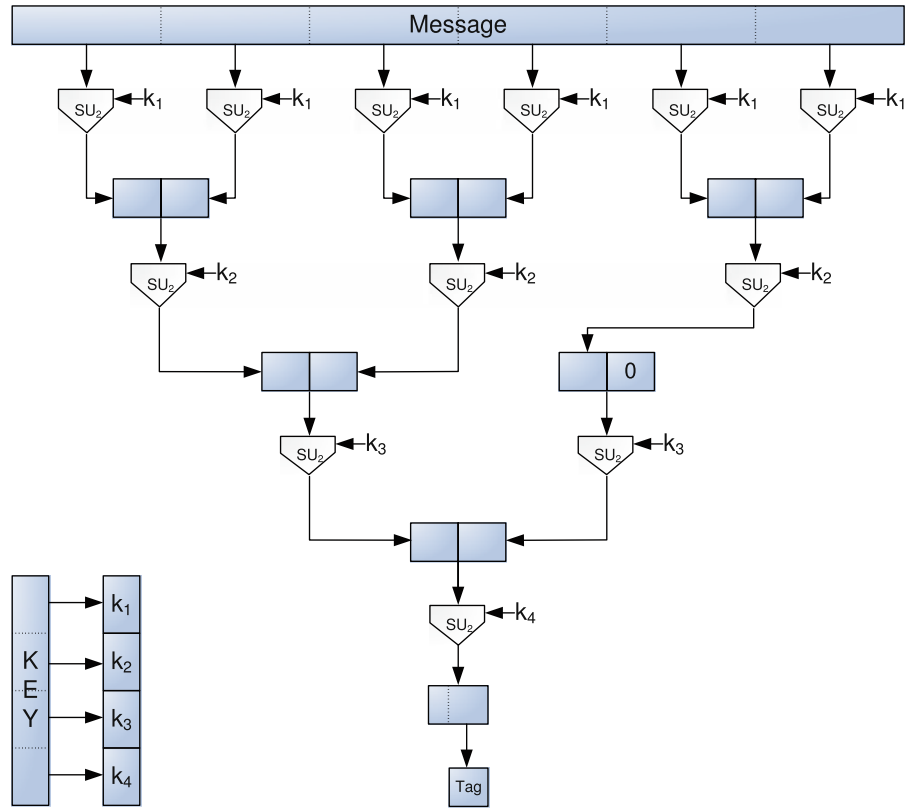 Message
SU₂ k₁ SU₂ k₁ SU₂ k₁ SU₂ k₁ SU₂ k₁ SU₂ k₁
SU₂ k₂ SU₂ k₂ SU₂ k₂
0
SU₂ k₃ SU₂ k₃
SU₂ k₄
Tag
KEY
k₁
k₂
k₃
k₄